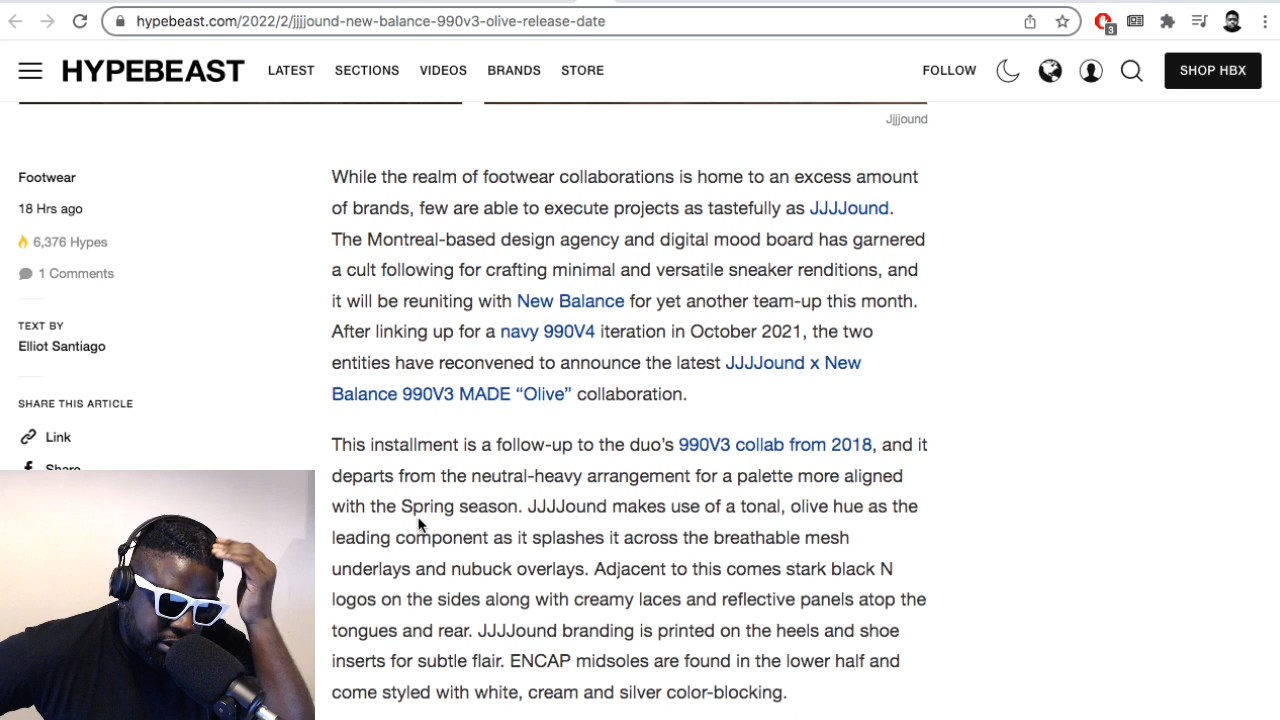 hypebeast.com/2022/2/jjjjound-new-balance-990v3-olive-release-date
3
HYPEBEAST LATEST SECTIONS VIDEOS BRANDS STORE FOLLOW SHOP HBX
Jjjjound
Footwear
18 Hrs ago
6,376 Hypes
1 Comments
TEXT BY
Elliot Santiago
SHARE THIS ARTICLE
Link
Share
While the realm of footwear collaborations is home to an excess amount
of brands, few are able to execute projects as tastefully as JJJJound.
The Montreal-based design agency and digital mood board has garnered
a cult following for crafting minimal and versatile sneaker renditions, and
it will be reuniting with New Balance for yet another team-up this month.
After linking up for a navy 990V4 iteration in October 2021, the two
entities have reconvened to announce the latest JJJJound x New
Balance 990V3 MADE “Olive” collaboration.
This installment is a follow-up to the duo’s 990V3 collab from 2018, and it
departs from the neutral-heavy arrangement for a palette more aligned
with the Spring season. JJJJound makes use of a tonal, olive hue as the
leading component as it splashes it across the breathable mesh
underlays and nubuck overlays. Adjacent to this comes stark black N
logos on the sides along with creamy laces and reflective panels atop the
tongues and rear. JJJJound branding is printed on the heels and shoe
inserts for subtle flair. ENCAP midsoles are found in the lower half and
come styled with white, cream and silver color-blocking.